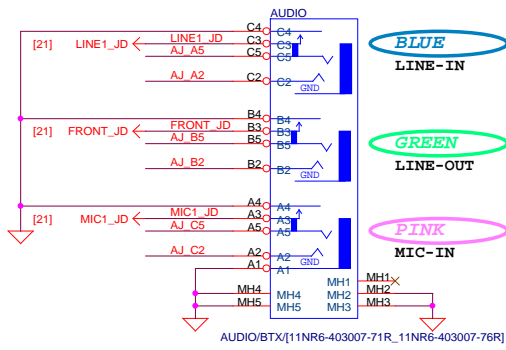 AUDIO
C4 C4
[21] LINE1_JD LINE1_JD C3 C3 BLUE
AJ_A5 C5 C5 LINE-IN
AJ_A2 C2 C2
GND
B4 B4
[21] FRONT_JD FRONT_JD B3 B3 GREEN
AJ_B5 B5 B5 LINE-OUT
AJ_B2 B2 B2
GND
A4 A4
[21] MIC1_JD MIC1_JD A3 A3 PINK
AJ_C5 A5 A5 MIC-IN
AJ_C2 A2 A2
GND
A1 A1
MH1 MH1
MH4 MH4 MH2 MH2
MH5 MH5 MH3 MH3
AUDIO/BTX/[11NR6-403007-71R_11NR6-403007-76R]